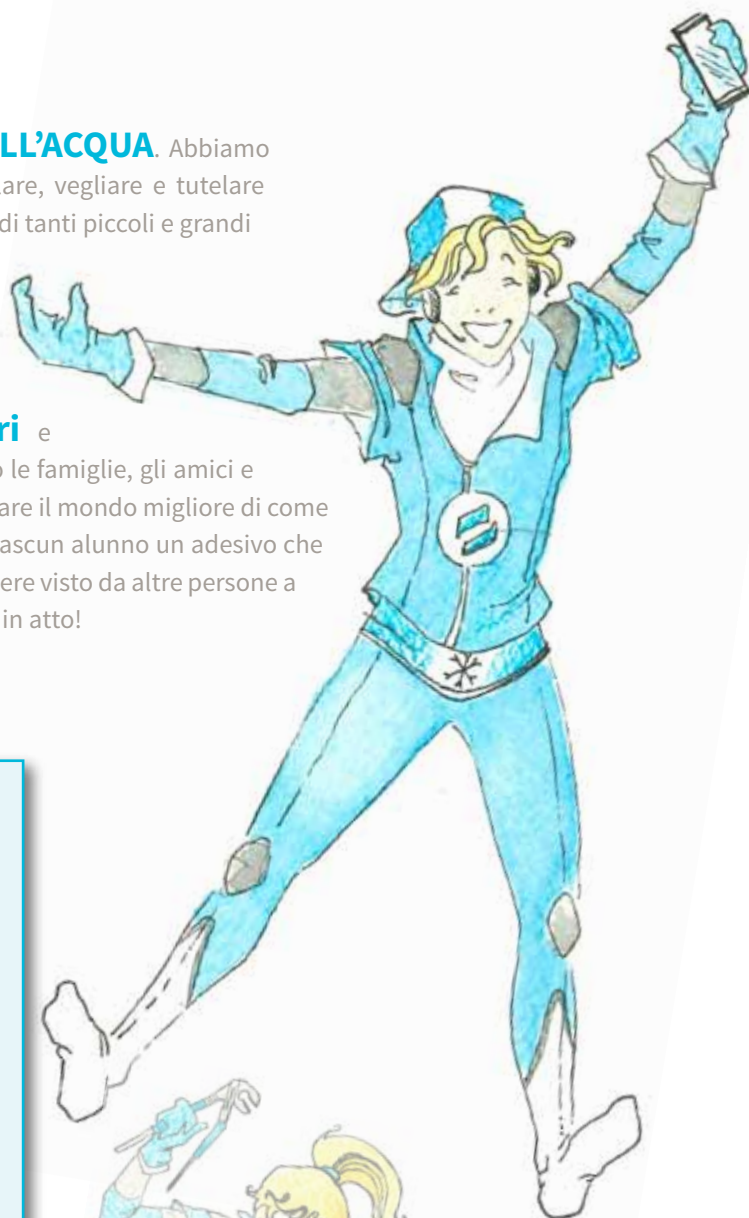 LL’ACQUA. Abbiamo
are, vegliare e tutelare
di tanti piccoli e grandi
ri e
le famiglie, gli amici e
are il mondo migliore di come
ascun alunno un adesivo che
ere visto da altre persone a
in atto!